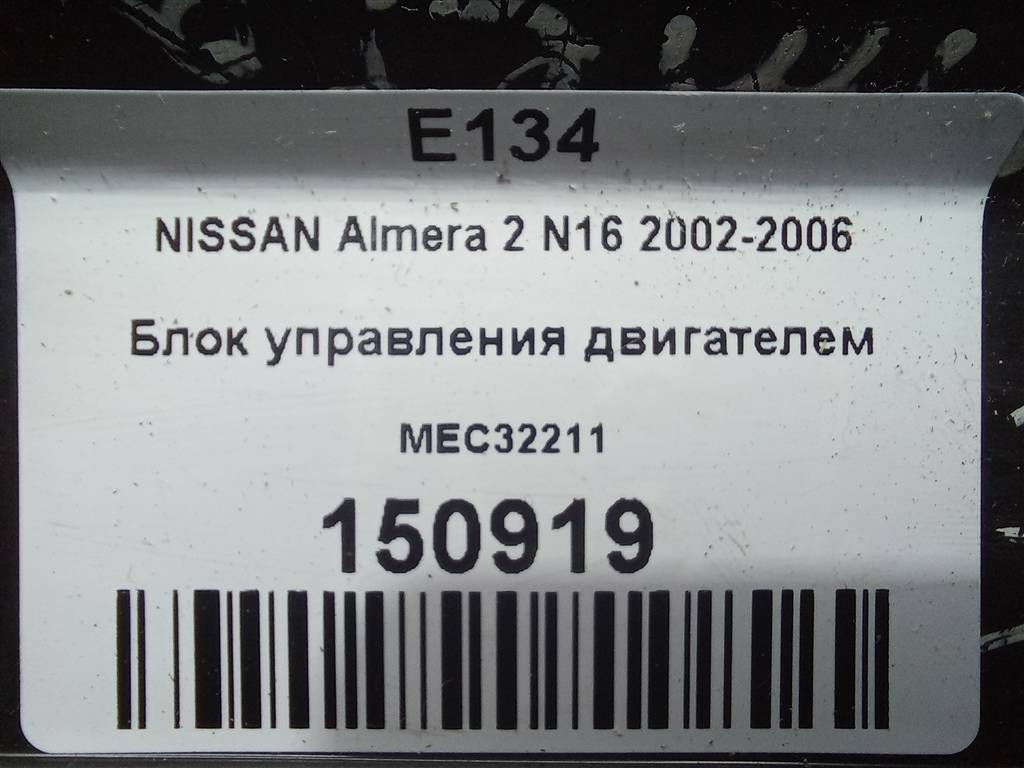 E134
NISSAN Almera 2 N16 2002-2006
Блок управления двигателем
MEC32211
150919